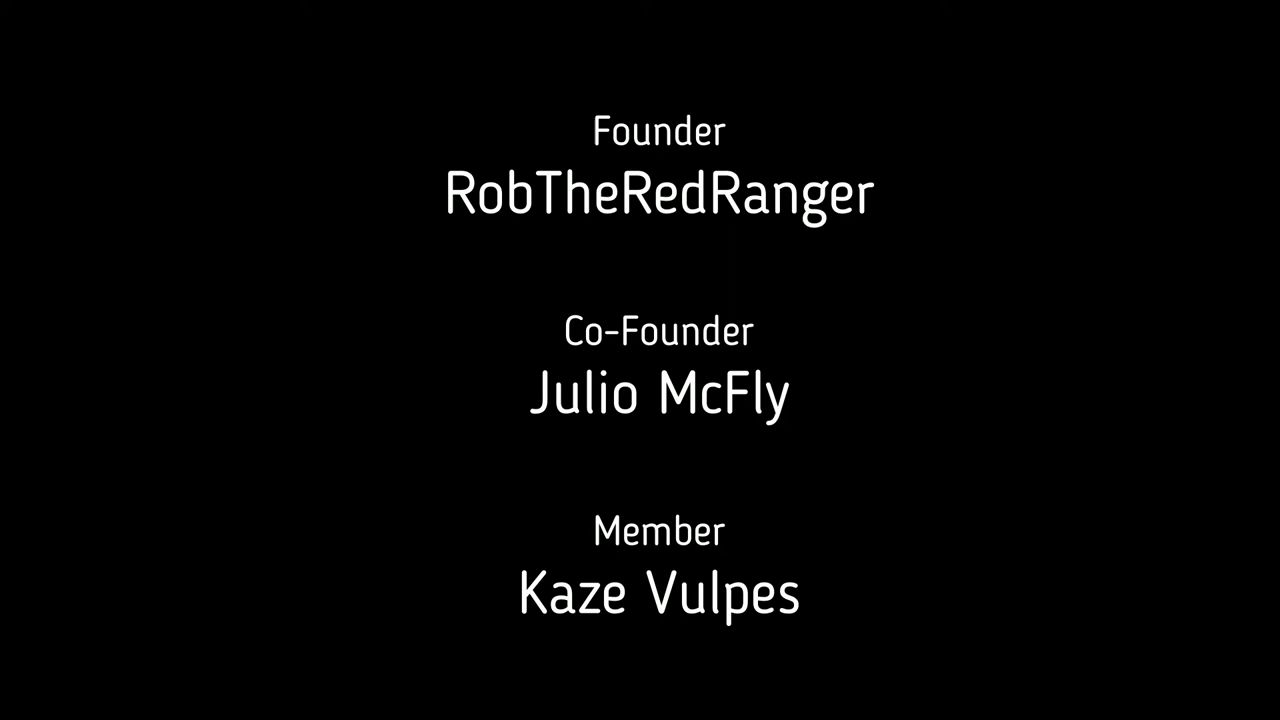 Founder
RobTheRedRanger
Co-Founder
Julio McFly
Member
Kaze Vulpes